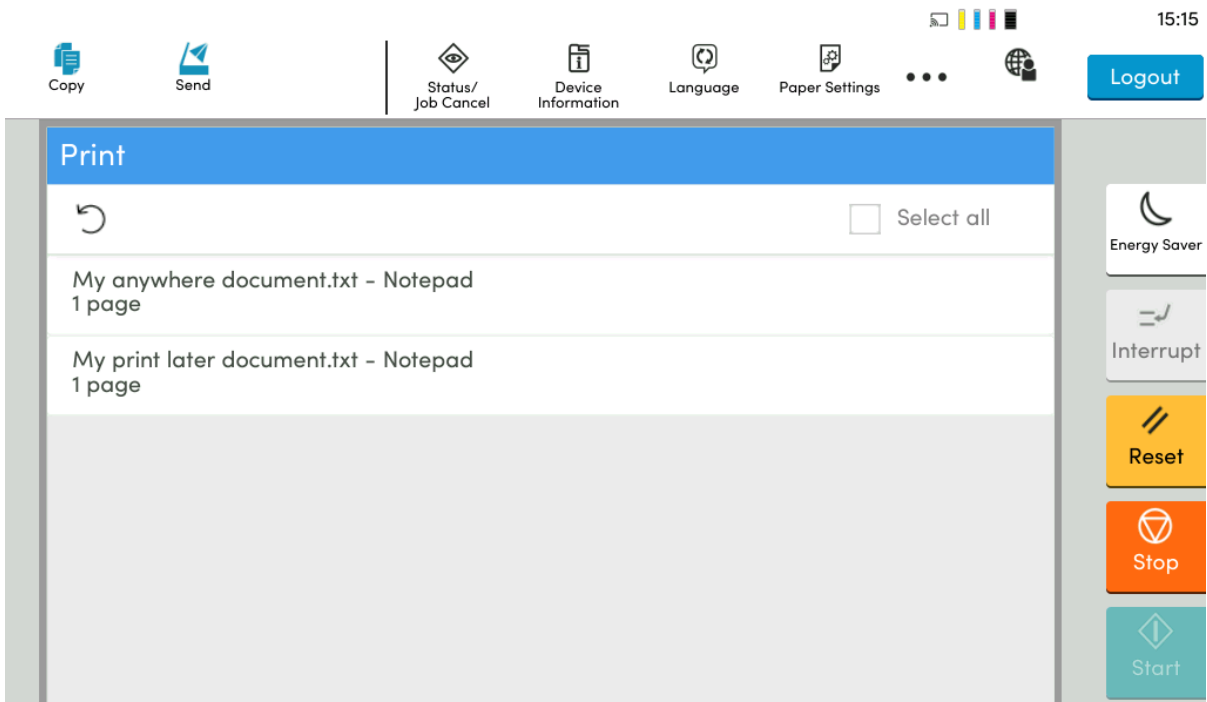 15:15
Copy
Send
Status/
Job Cancel
Device
Information
Language
Paper Settings
Logout
Print
Select all
My anywhere document.txt - Notepad
1 page
My print later document.txt - Notepad
1 page
Energy Saver
Interrupt
Reset
Stop
Start